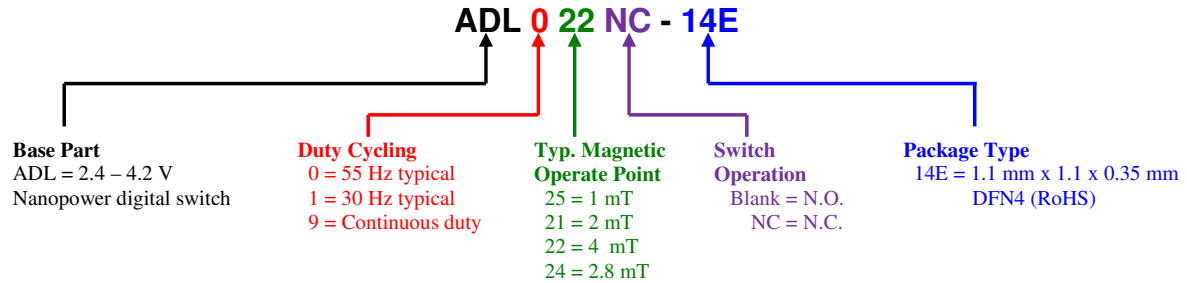 ADL 0 22 NC - 14E
Base Part
ADL = 2.4 – 4.2 V
Nanopower digital switch
Duty Cycling
0 = 55 Hz typical
1 = 30 Hz typical
9 = Continuous duty
Typ. Magnetic
Operate Point
25 = 1 mT
21 = 2 mT
22 = 4 mT
24 = 2.8 mT
Switch
Operation
Blank = N.O.
NC = N.C.
Package Type
14E = 1.1 mm x 1.1 x 0.35 mm
DFN4 (RoHS)